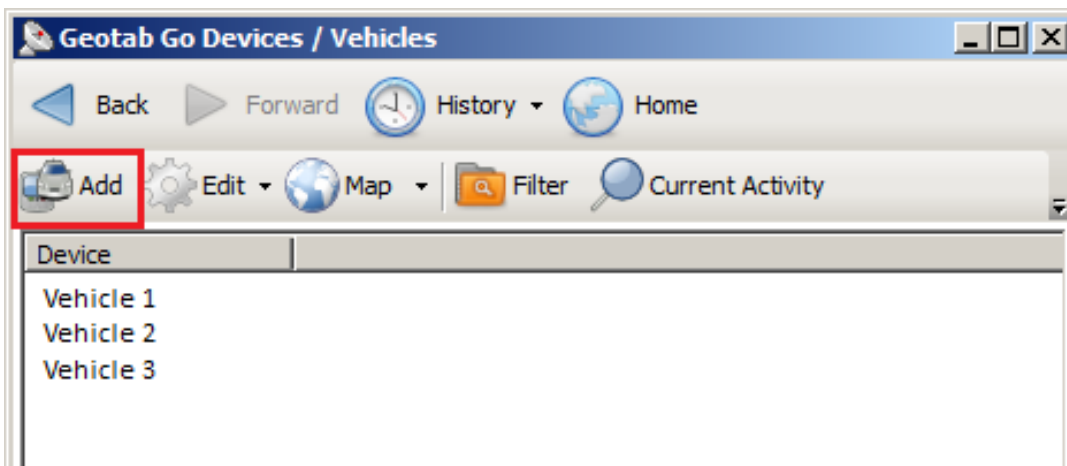 Geotab Go Devices / Vehicles
Back Forward History Home
Add Edit Map Filter Current Activity
Device
Vehicle 1
Vehicle 2
Vehicle 3